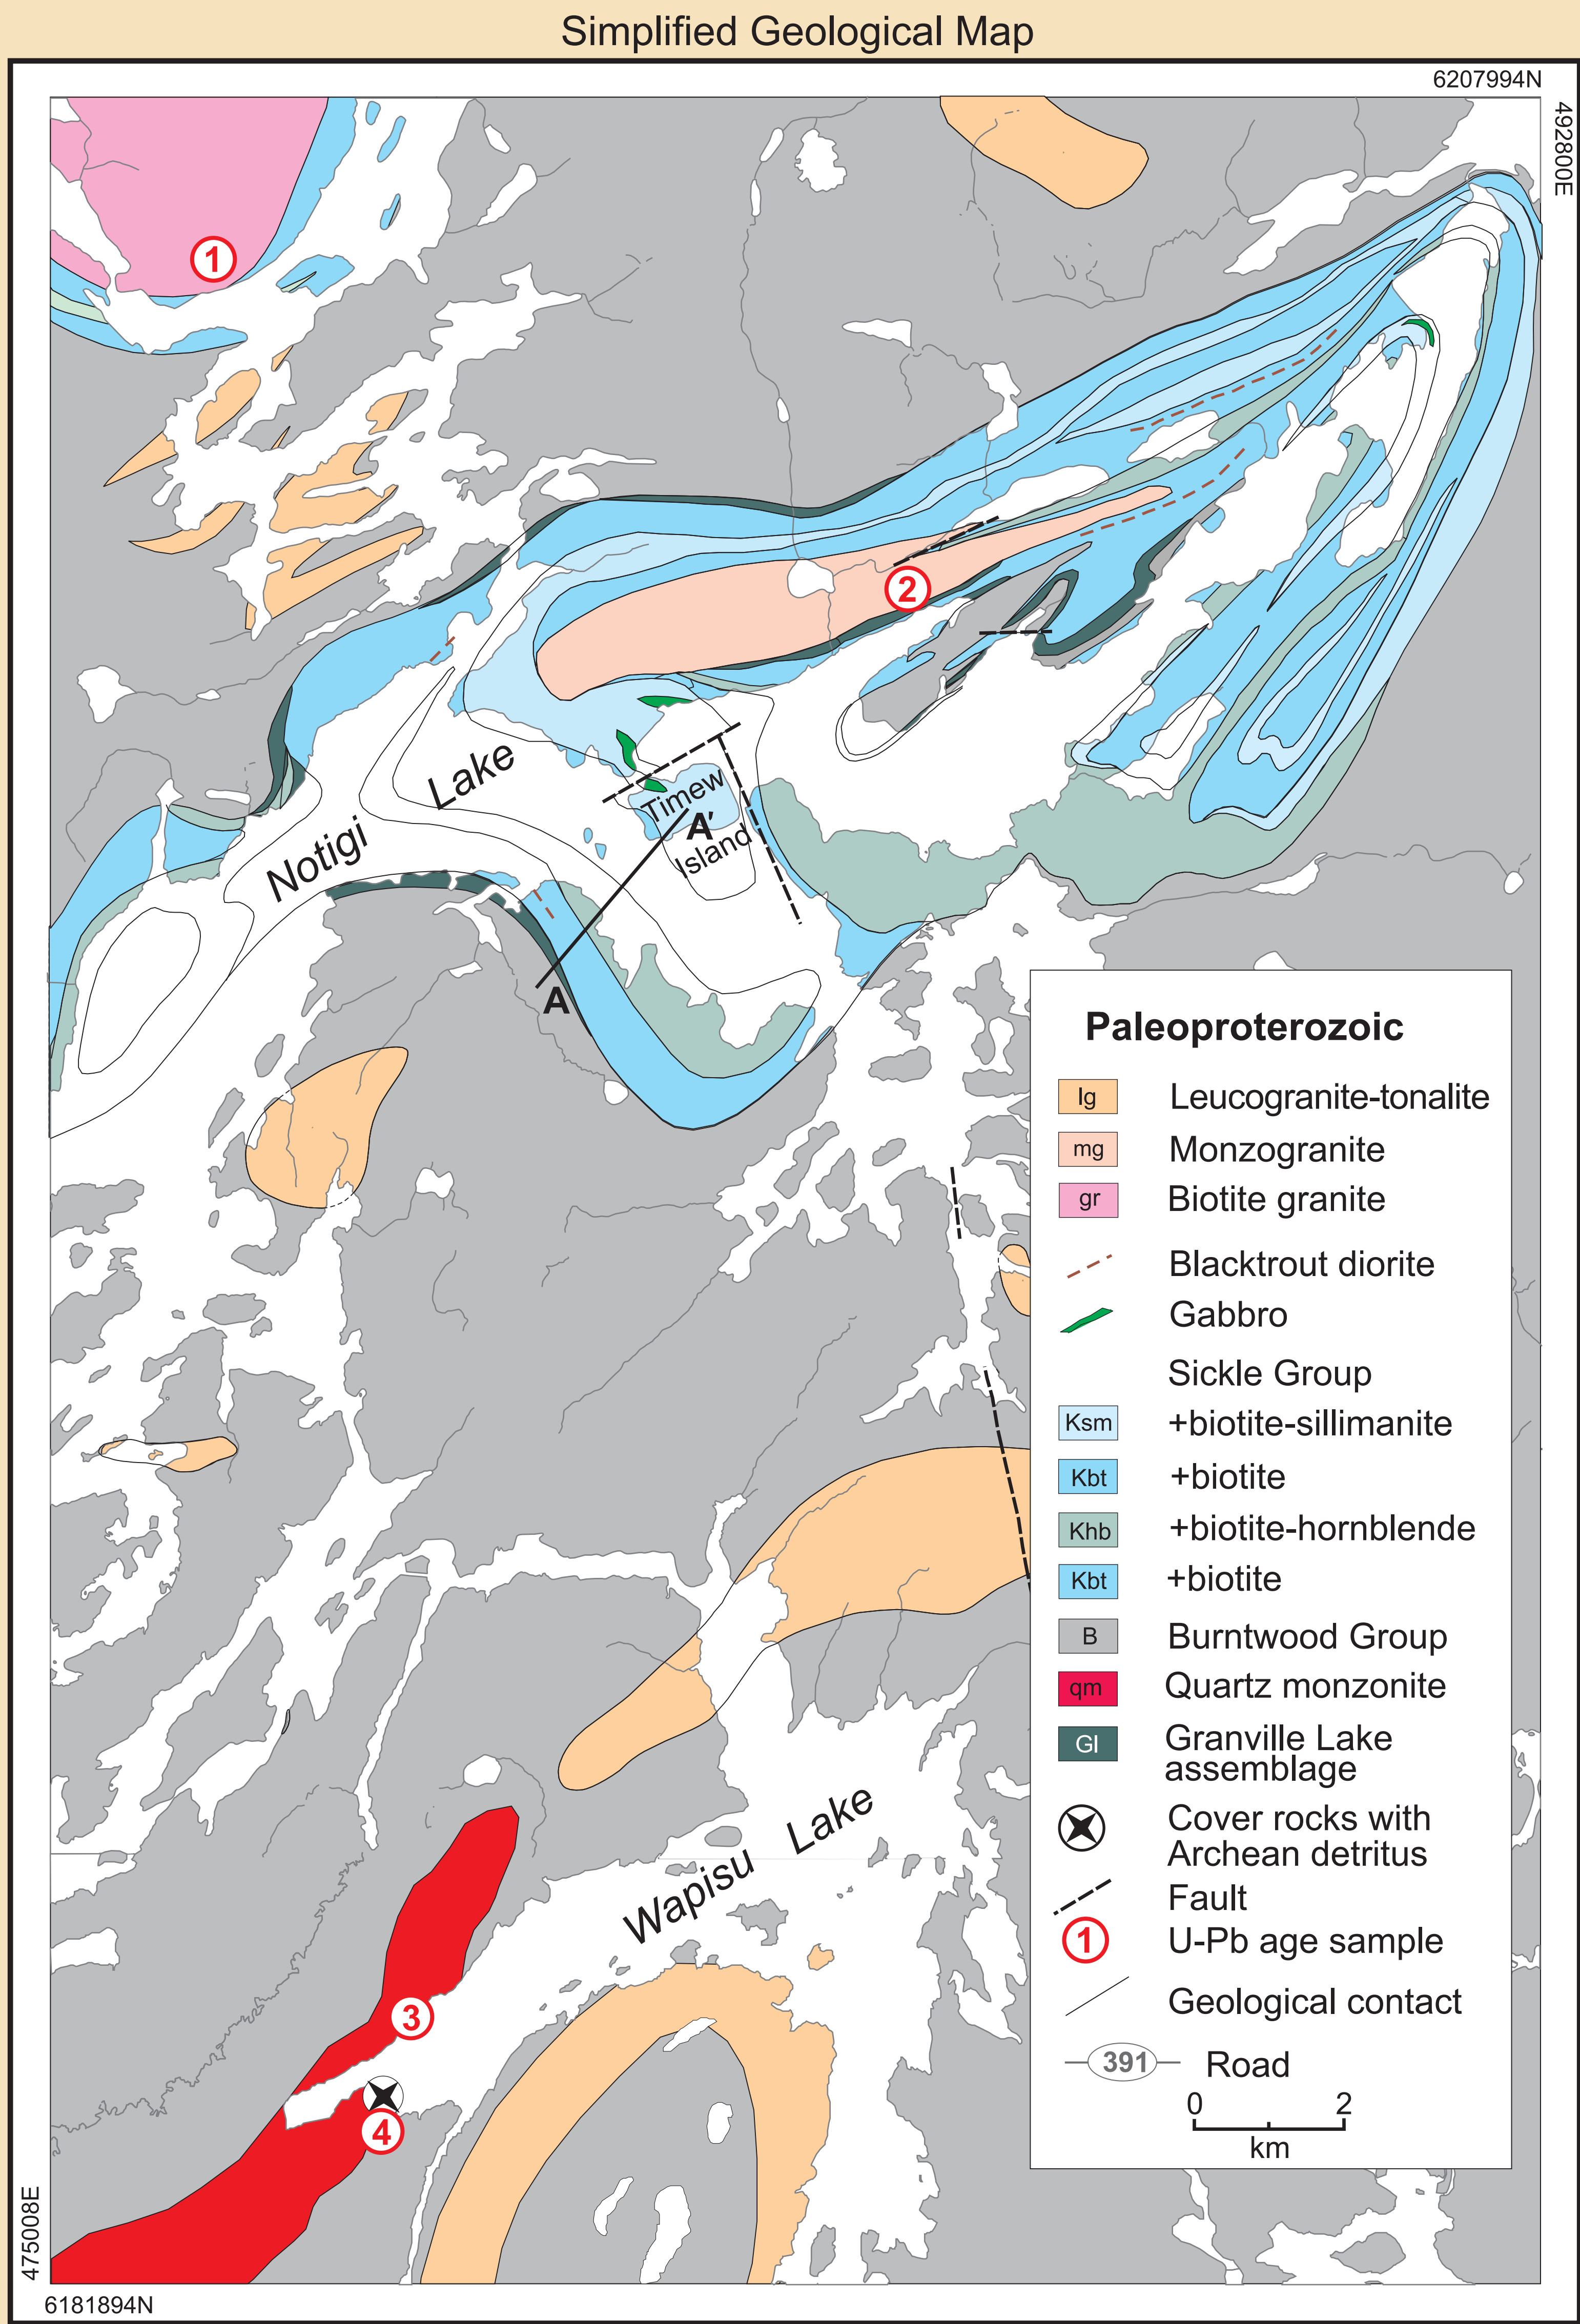 Simplified Geological Map
6207994N
492800E
1
2
Lake
Notigi
Timew
A'
Island
A
Paleoproterozoic
lg Leucogranite-tonalite
mg Monzogranite
gr Biotite granite
Blacktrout diorite
Gabbro
Sickle Group
Ksm +biotite-sillimanite
Kbt +biotite
Khb +biotite-hornblende
Kbt +biotite
B Burntwood Group
qm Quartz monzonite
Gl Granville Lake
assemblage
Cover rocks with
Archean detritus
Fault
1 U-Pb age sample
Geological contact
391 Road
0 2
km
Wapisu Lake
3
4
475008E
6181894N